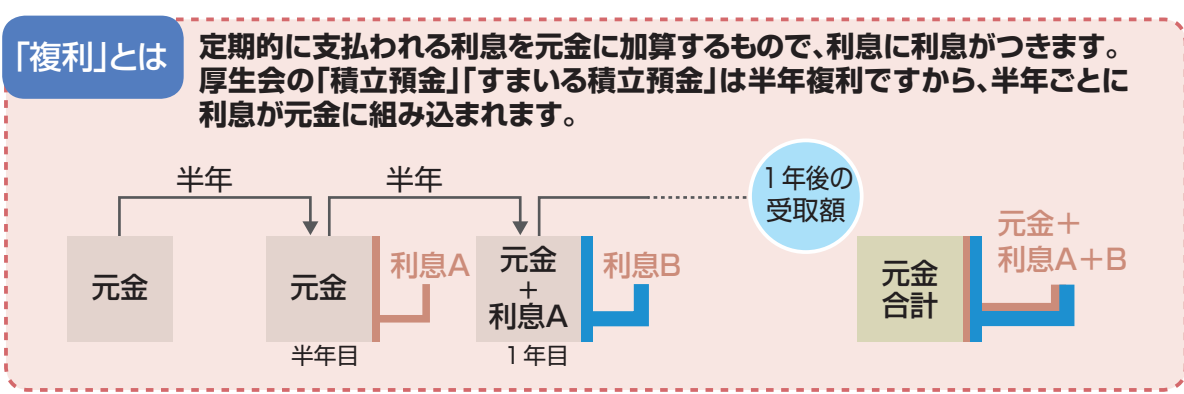 「複利」とは
定期的に支払われる利息を元金に加算するもので、利息に利息がつきます。
厚生会の「積立預金」「すまいる積立預金」は半年複利ですから、半年ごとに
利息が元金に組み込まれます。
半年
半年
1年後の
受取額
元金
元金
利息A
元金
+
利息A
利息B
元金
合計
元金＋
利息A＋B
半年目
1年目